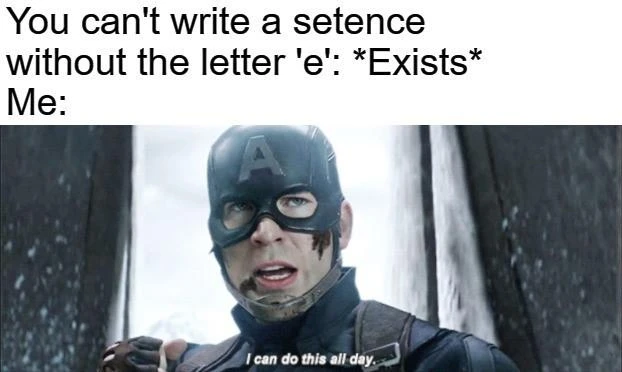 You can't write a setence
without the letter 'e': *Exists*
Me:
A
I can do this all day.